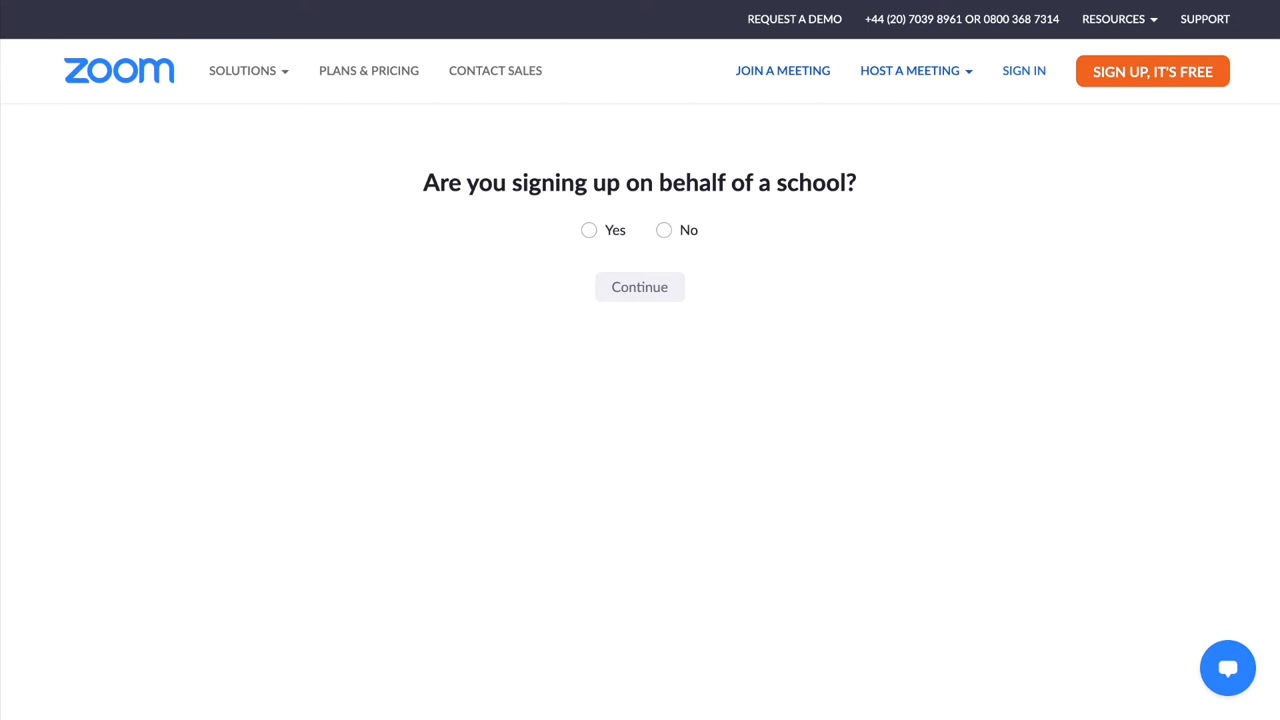 REQUEST A DEMO +44 (20) 7039 8961 OR 0800 368 7314 RESOURCES SUPPORT
zoom SOLUTIONS PLANS & PRICING CONTACT SALES JOIN A MEETING HOST A MEETING SIGN IN SIGN UP, IT'S FREE
Are you signing up on behalf of a school?
Yes No
Continue